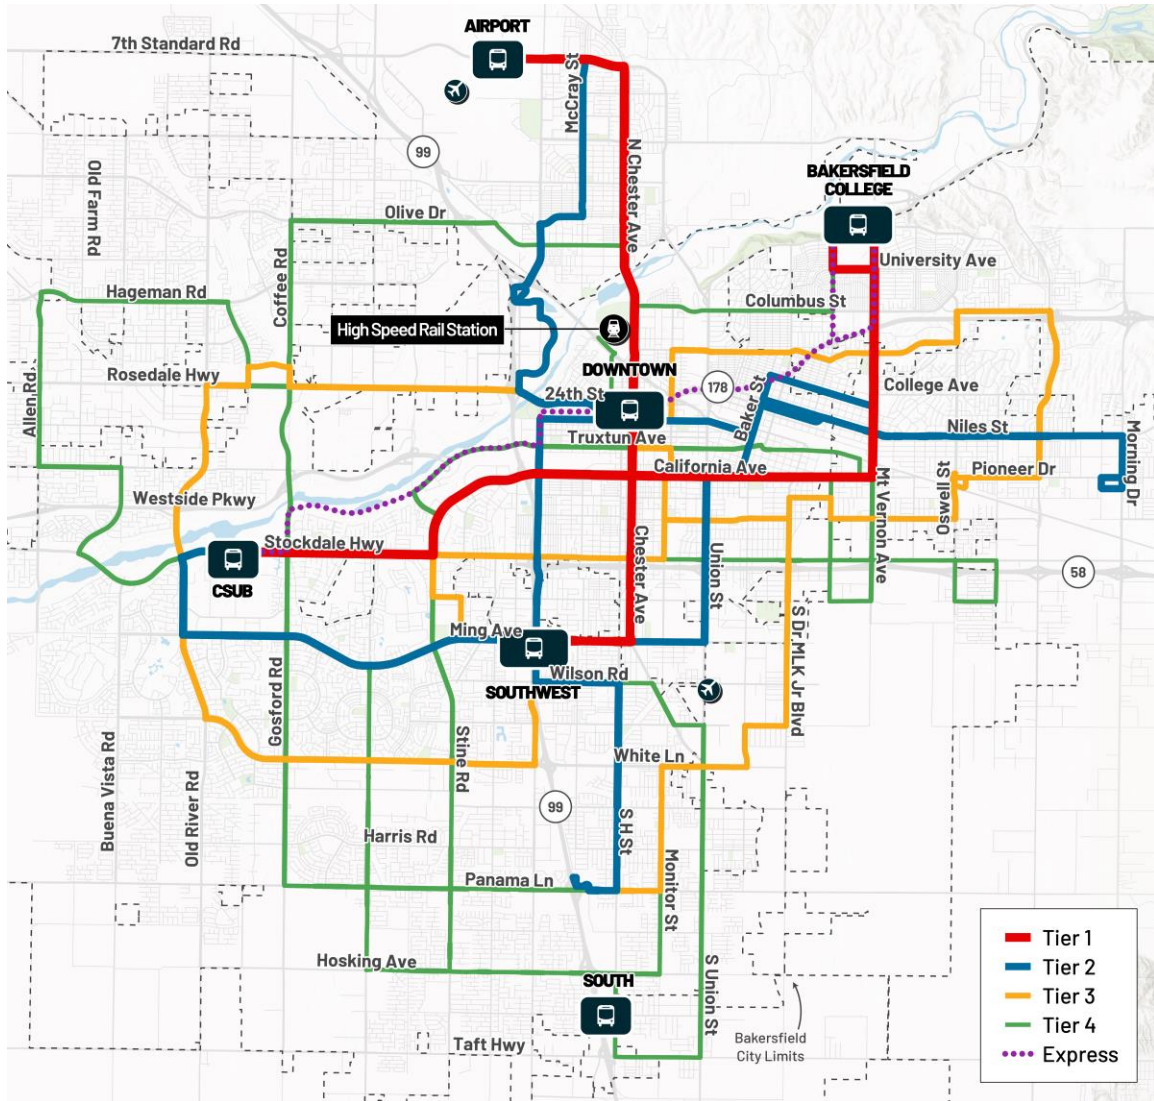 AIRPORT
7th Standard Rd
McCray St
99
N Chester Ave
Old Farm Rd
BAKERSFIELD
COLLEGE
Olive Dr
Coffee Rd
University Ave
Hageman Rd
Columbus St
High Speed Rail Station
DOWNTOWN
Rosedale Hwy
178
24th St
Baker St
College Ave
Allen Rd
Truxtun Ave
Niles St
Morning Dr
California Ave
Pioneer Dr
Westside Pkwy
Mt Vernon Ave
Oswell St
Stockdale Hwy
CSUB
Chester Ave
Union St
58
Ming Ave
S Dr MLK Jr Blvd
Wilson Rd
SOUTHWEST
Gosford Rd
Stine Rd
White Ln
Buena Vista Rd
Old River Rd
99
S H St
Harris Rd
Panama Ln
Monitor St
Hosking Ave
SOUTH
S Union St
Taft Hwy
Bakersfield
City Limits
Tier 1
Tier 2
Tier 3
Tier 4
Express